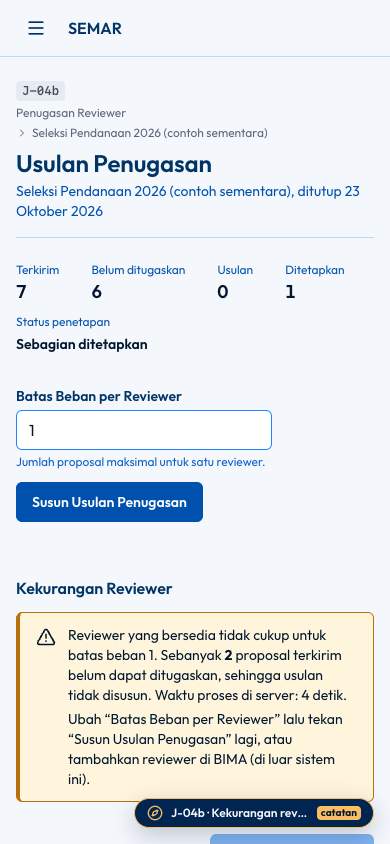 SEMAR
J-04b
Penugasan Reviewer
Seleksi Pendanaan 2026 (contoh sementara)
Usulan Penugasan
Seleksi Pendanaan 2026 (contoh sementara), ditutup 23
Oktober 2026
Terkirim Belum ditugaskan Usulan Ditetapkan
7 6 0 1
Status penetapan
Sebagian ditetapkan
Batas Beban per Reviewer
1
Jumlah proposal maksimal untuk satu reviewer.
Susun Usulan Penugasan
Kekurangan Reviewer
Reviewer yang bersedia tidak cukup untuk
batas beban 1. Sebanyak 2 proposal terkirim
belum dapat ditugaskan, sehingga usulan
tidak disusun. Waktu proses di server: 4 detik.
Ubah “Batas Beban per Reviewer” lalu tekan
“Susun Usulan Penugasan” lagi, atau
tambahkan reviewer di BIMA (di luar sistem
ini).
J-04b · Kekurangan rev... catatan